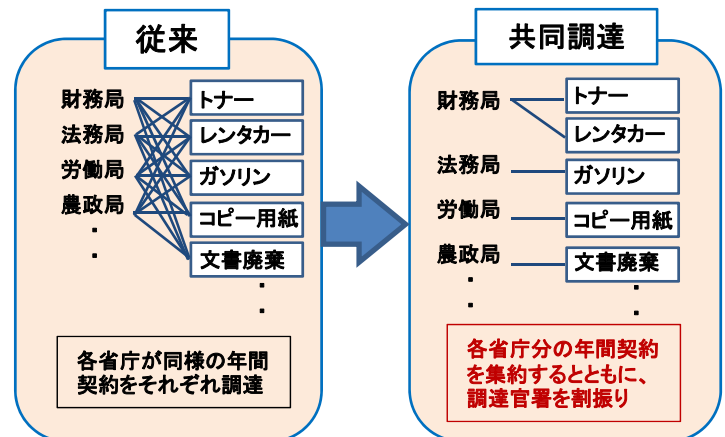 従来
財務局
法務局
労働局
農政局
・
・
トナー
レンタカー
ガソリン
コピー用紙
文書廃棄
・
・
各省庁が同様の年間
契約をそれぞれ調達
共同調達
財務局
法務局
労働局
農政局
・
・
トナー
レンタカー
ガソリン
コピー用紙
文書廃棄
・
・
各省庁分の年間契約
を集約するとともに、
調達官署を割振り